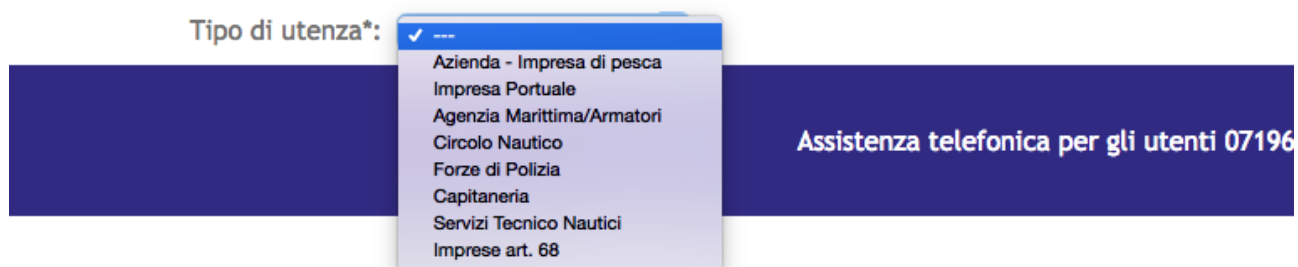 Tipo di utenza*:
✓ ---
Azienda - Impresa di pesca
Impresa Portuale
Agenzia Marittima/Armatori
Circolo Nautico
Forze di Polizia
Capitaneria
Servizi Tecnico Nautici
Imprese art. 68
Assistenza telefonica per gli utenti 07196